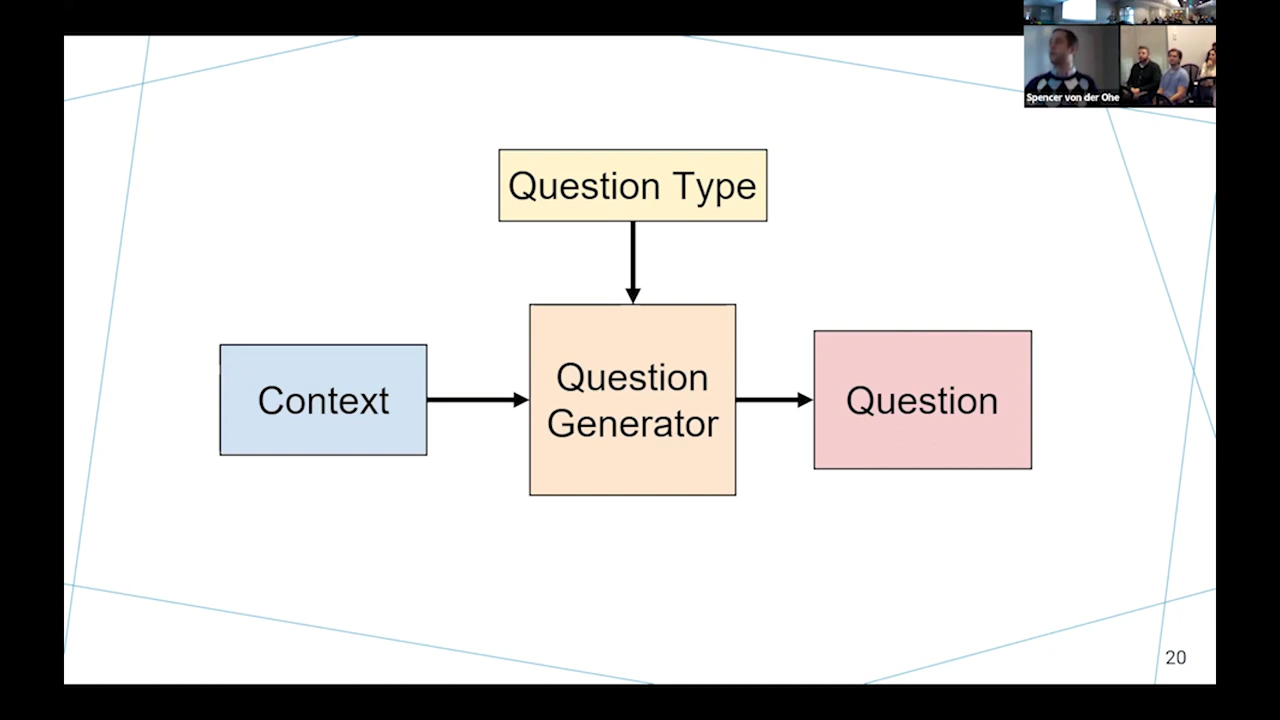 Spencer von der Ohe
Question Type
Context
Question
Generator
Question
20